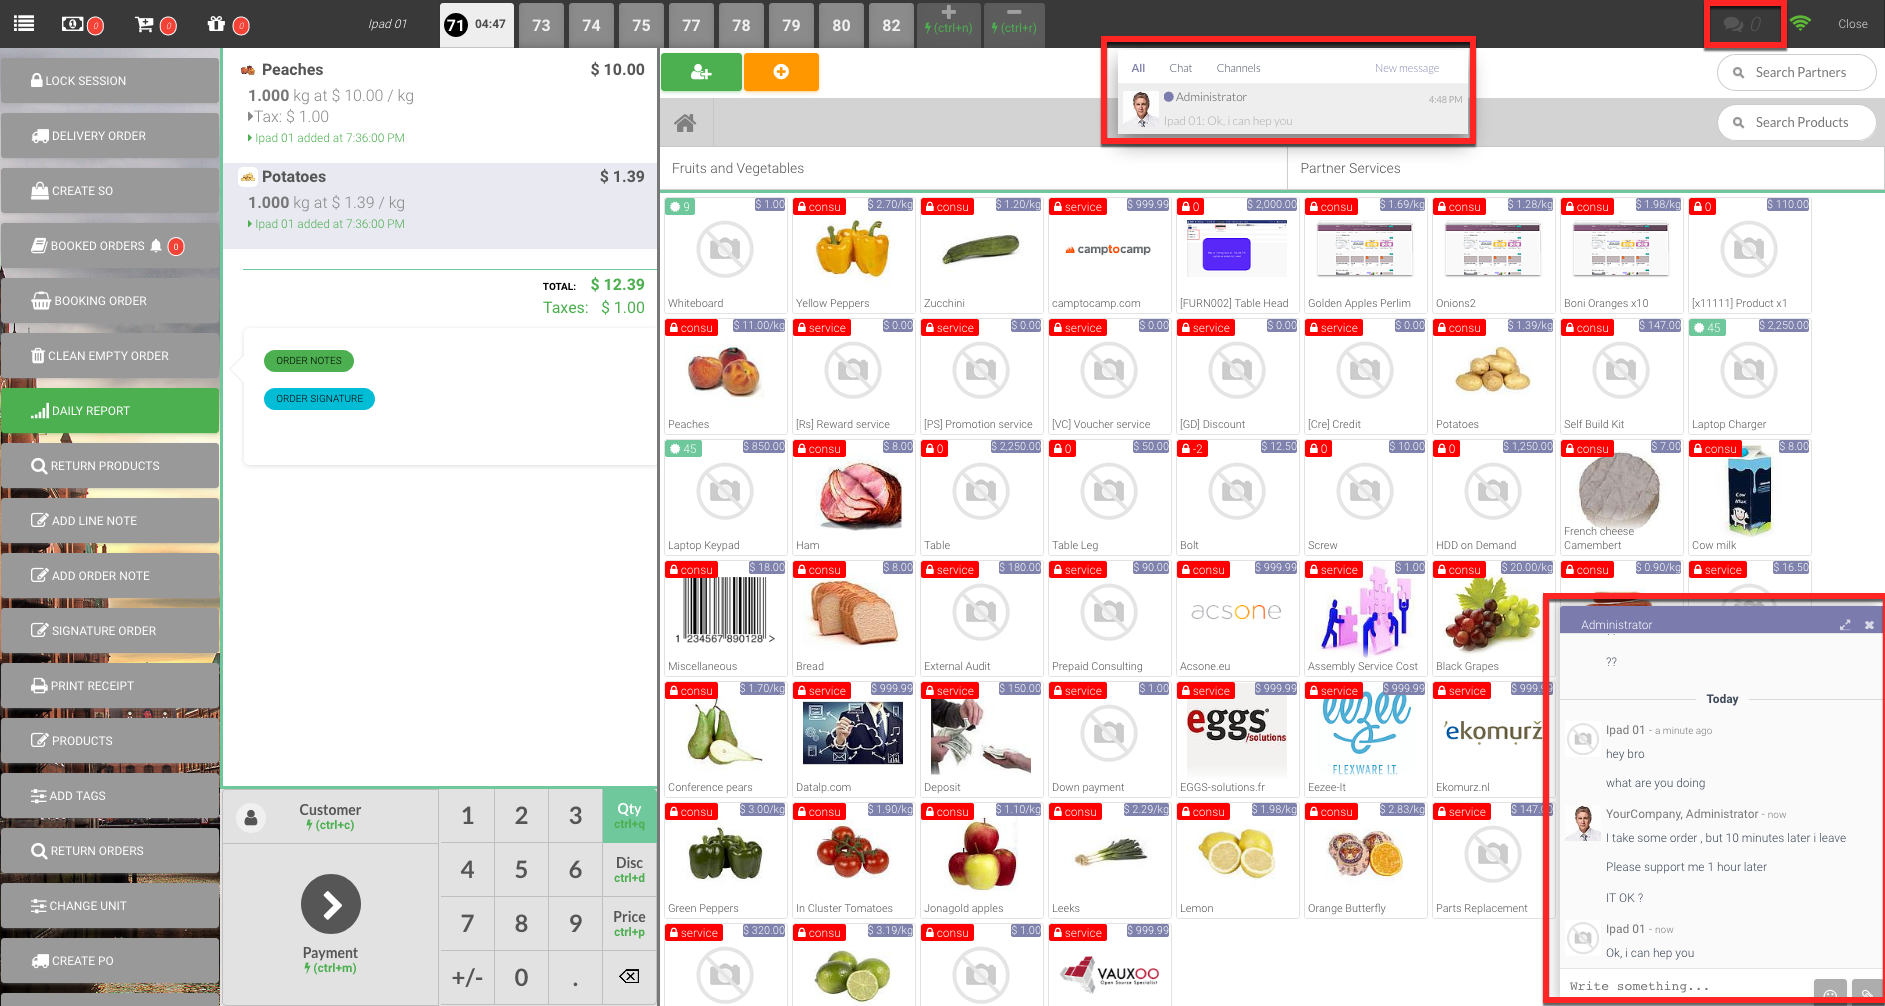 0
0
0
Ipad 01
71 04:47
73
74
75
77
78
79
80
82
+ (ctrl+n)
− (ctrl+r)
0
Close
LOCK SESSION
DELIVERY ORDER
CREATE SO
BOOKED ORDERS 0
BOOKING ORDER
CLEAN EMPTY ORDER
DAILY REPORT
RETURN PRODUCTS
ADD LINE NOTE
ADD ORDER NOTE
SIGNATURE ORDER
PRINT RECEIPT
PRODUCTS
ADD TAGS
RETURN ORDERS
CHANGE UNIT
CREATE PO
Peaches $ 10.00
1.000 kg at $ 10.00 / kg
Tax: $ 1.00
Ipad 01 added at 7:36:00 PM
Potatoes $ 1.39
1.000 kg at $ 1.39 / kg
Ipad 01 added at 7:36:00 PM
TOTAL: $ 12.39
Taxes: $ 1.00
ORDER NOTES
ORDER SIGNATURE
Customer
(ctrl+c)
Payment
(ctrl+m)
1 2 3 Qty
ctrl+q
4 5 6 Disc
ctrl+d
7 8 9 Price
ctrl+p
+/- 0 .
All Chat Channels New message
Administrator 4:48 PM
Ipad 01: Ok, i can hep you
Search Partners
Search Products
Fruits and Vegetables
Partner Services
9 $ 1.00
Whiteboard
consu $ 2.70/kg
Yellow Peppers
consu $ 1.20/kg
Zucchini
service $ 999.99
camptocamp
camptocamp.com
0 $ 2,000.00
[FURN002] Table Head
consu $ 1.69/kg
Golden Apples Perlim
consu $ 1.28/kg
Onions2
consu $ 1.98/kg
Boni Oranges x10
0 $ 110.00
[x11111] Product x1
consu $ 11.00/kg
Peaches
service $ 0.00
[Rs] Reward service
service $ 0.00
[PS] Promotion service
service $ 0.00
[VC] Voucher service
service $ 0.00
[GD] Discount
service $ 0.00
[Cre] Credit
consu $ 1.39/kg
Potatoes
consu $ 147.00
Self Build Kit
45 $ 2,250.00
Laptop Charger
45 $ 850.00
Laptop Keypad
consu $ 8.00
Ham
0 $ 2,250.00
Table
0 $ 50.00
Table Leg
-2 $ 12.50
Bolt
0 $ 10.00
Screw
0 $ 1,250.00
HDD on Demand
consu $ 7.00
French cheese
Camembert
consu $ 8.00
Cow
Cow milk
consu $ 18.00
1 234567 890128 >
Miscellaneous
consu $ 8.00
Bread
service $ 180.00
External Audit
service $ 90.00
Prepaid Consulting
consu $ 999.99
acsone
Acsone.eu
service $ 1.00
Assembly Service Cost
consu $ 20.00/kg
Black Grapes
consu $ 0.90/kg
service $ 16.50
consu $ 1.70/kg
Conference pears
service $ 999.99
Datalp.com
service $ 150.00
Deposit
service $ 1.00
Down payment
service $ 999.99
eggs
/solutions
EGGS-solutions.fr
service $ 999.99
eezee
FLEXWARE I.T.
Eezee-It
service $ 999.9
'ekomurz
Ekomurz.nl
consu $ 3.00/kg
Green Peppers
consu $ 1.90/kg
In Cluster Tomatoes
consu $ 1.10/kg
Jonagold apples
consu $ 2.29/kg
Leeks
consu $ 1.98/kg
Lemon
consu $ 2.83/kg
Orange Butterfly
service $ 147.0
Parts Replacement
service $ 320.00
consu $ 3.19/kg
consu $ 1.00
service $ 999.99
VAUXOO
Open Source Specialist
Administrator
??
Today
Ipad 01 - a minute ago
hey bro
what are you doing
YourCompany, Administrator - now
I take some order , but 10 minutes later i leave
Please support me 1 hour later
IT OK ?
Ipad 01 - now
Ok, i can hep you
Write something...